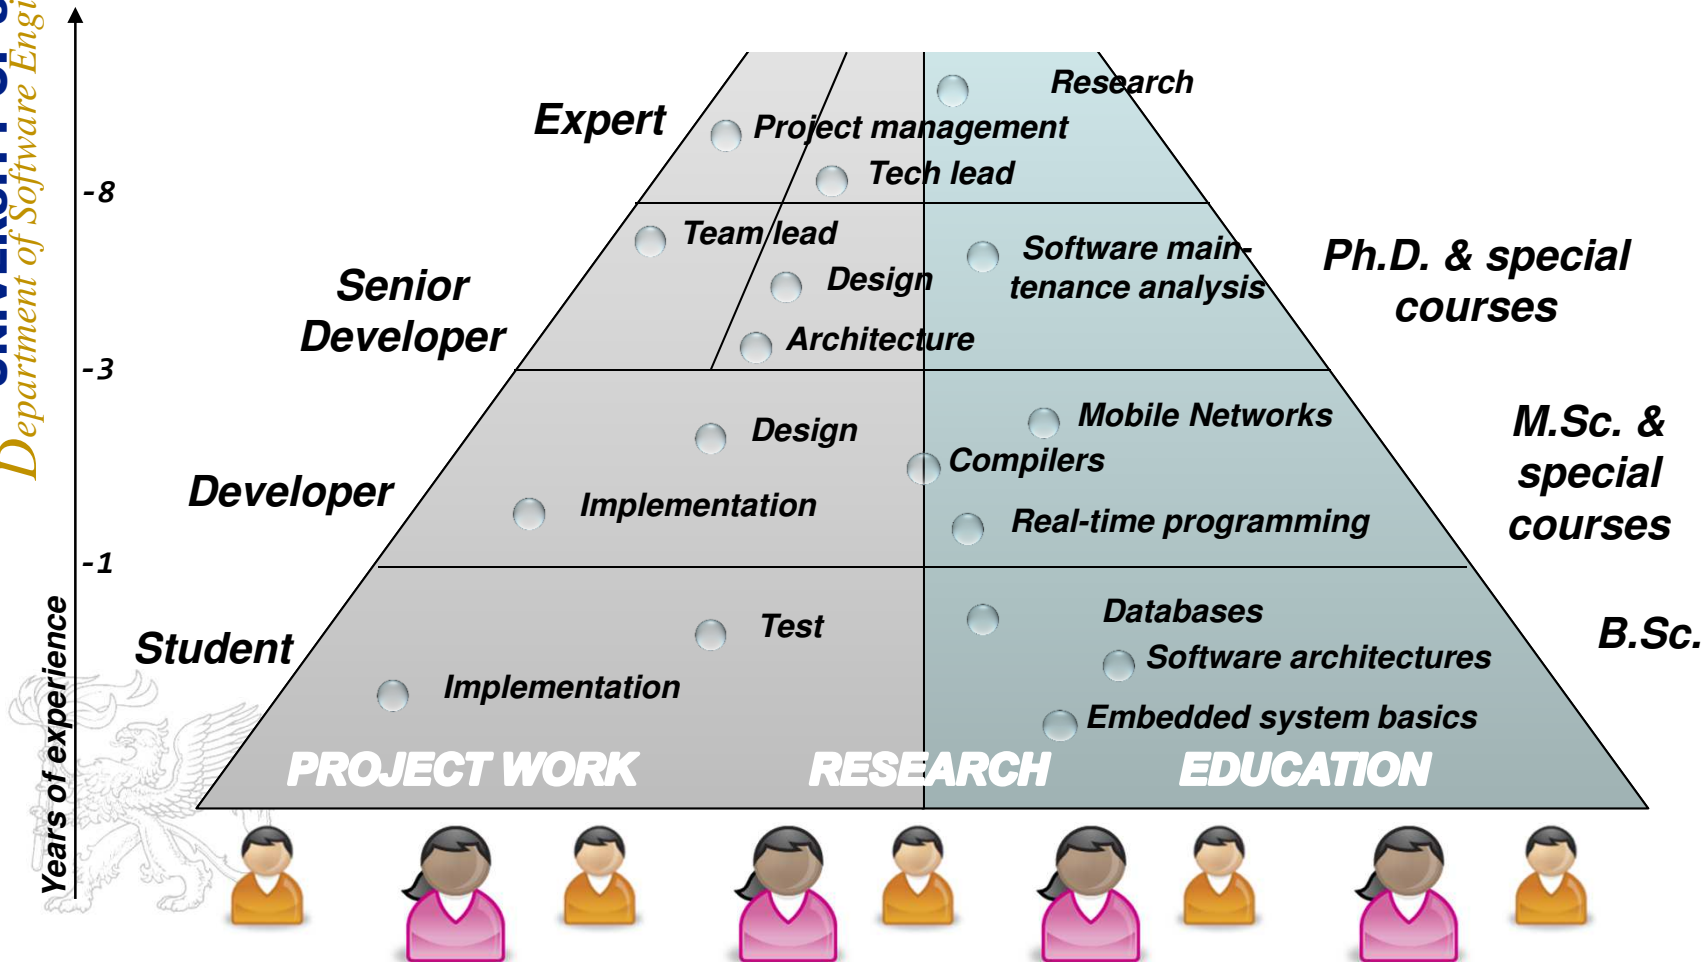 Department of Software Engi
Years of experience
-8
-3
-1
Expert
Research
Project management
Tech lead
Senior
Developer
Team lead
Design
Architecture
Software main-
tenance analysis
Ph.D. & special
courses
Developer
Design
Implementation
Mobile Networks
Compilers
Real-time programming
M.Sc. &
special
courses
Student
Test
Implementation
Databases
Software architectures
Embedded system basics
B.Sc.
PROJECT WORK
RESEARCH
EDUCATION